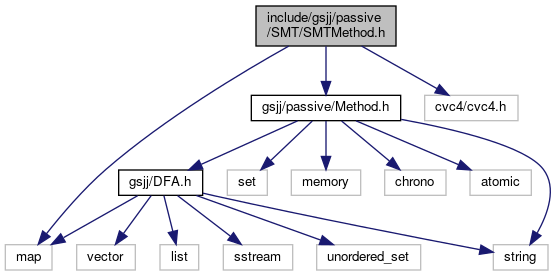 include/gsjj/passive
/SMT/SMTMethod.h
gsjj/passive/Method.h
cvc4/cvc4.h
gsjj/DFA.h
set
memory
chrono
atomic
map
vector
list
sstream
unordered_set
string